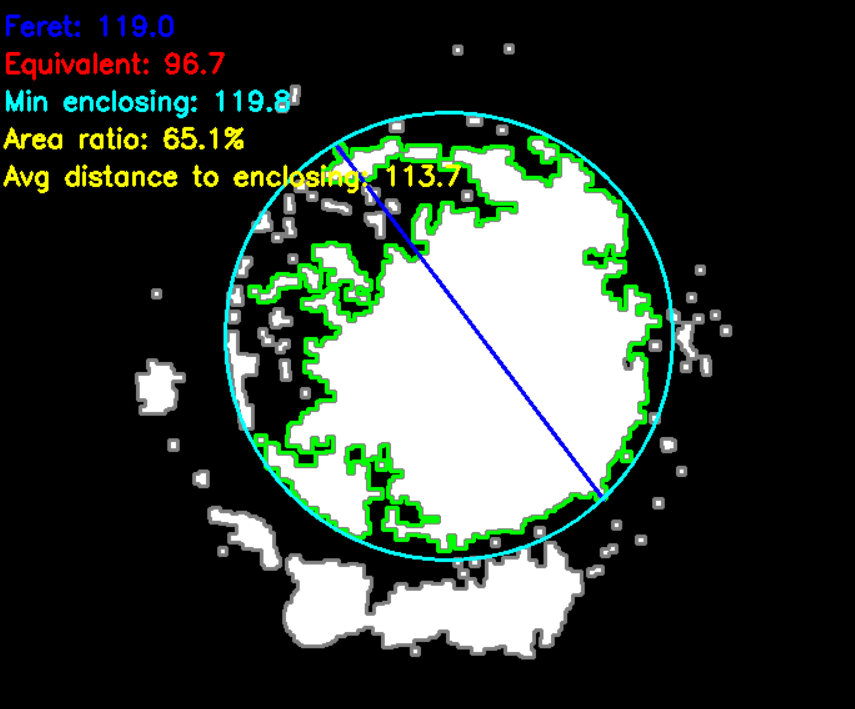 Feret: 119.0
Equivalent: 96.7
Min enclosing: 119.8
Area ratio: 65.1%
Avg distance to enclosing: 113.7